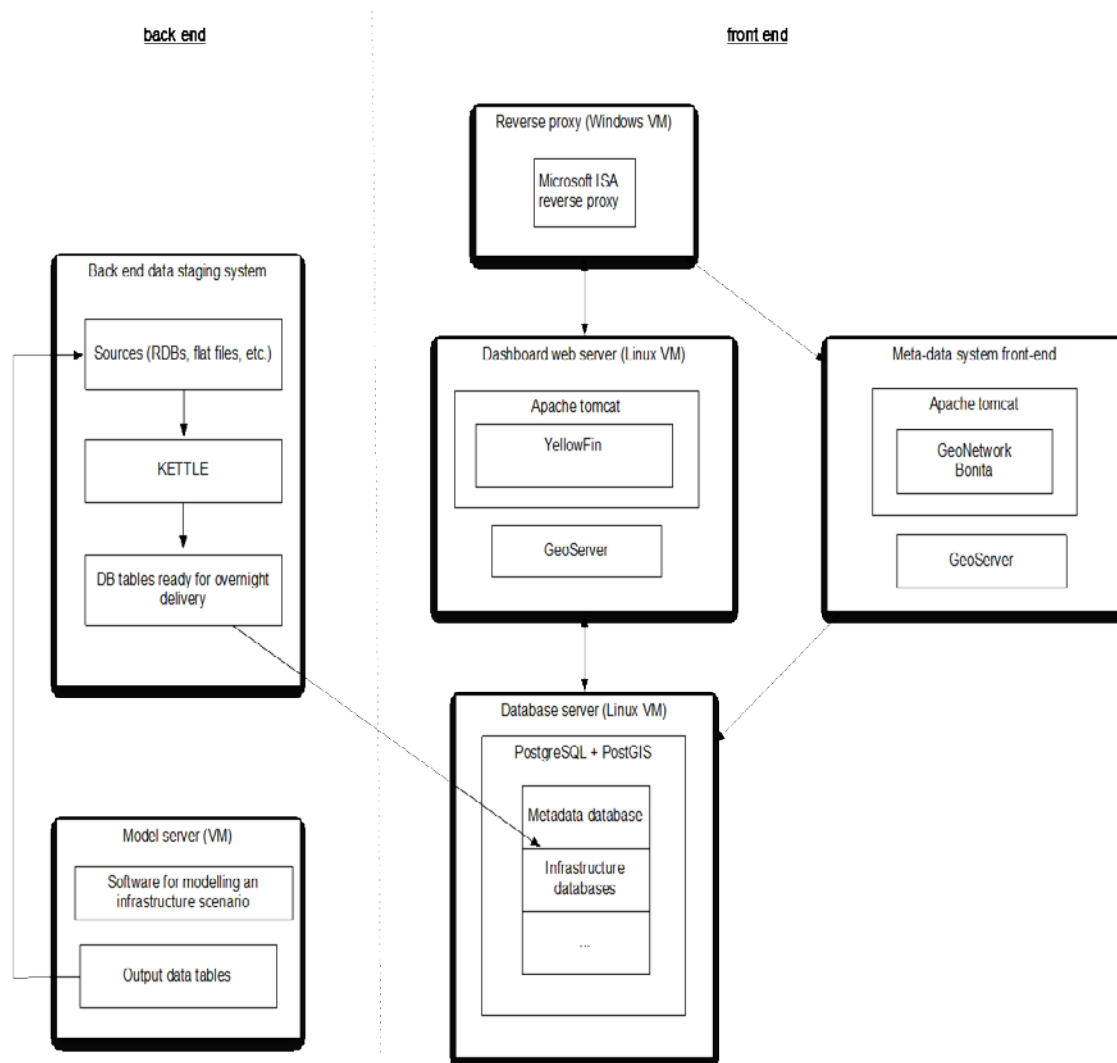 back end
front end
Reverse proxy (Windows VM)
Microsoft ISA
reverse proxy
Back end data staging system
Sources (RDBs, flat files, etc.)
KETTLE
DB tables ready for overnight
delivery
Dashboard web server (Linux VM)
Apache tomcat
YellowFin
GeoServer
Meta-data system front-end
Apache tomcat
GeoNetwork
Bonita
GeoServer
Database server (Linux VM)
PostgreSQL + PostGIS
Metadata database
Infrastructure
databases
...
Model server (VM)
Software for modelling an
infrastructure scenario
Output data tables